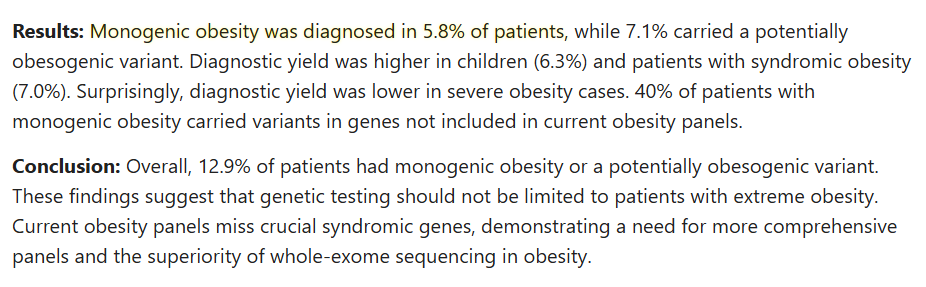 Results: Monogenic obesity was diagnosed in 5.8% of patients, while 7.1% carried a potentially
obesogenic variant. Diagnostic yield was higher in children (6.3%) and patients with syndromic obesity
(7.0%). Surprisingly, diagnostic yield was lower in severe obesity cases. 40% of patients with
monogenic obesity carried variants in genes not included in current obesity panels.
Conclusion: Overall, 12.9% of patients had monogenic obesity or a potentially obesogenic variant.
These findings suggest that genetic testing should not be limited to patients with extreme obesity.
Current obesity panels miss crucial syndromic genes, demonstrating a need for more comprehensive
panels and the superiority of whole-exome sequencing in obesity.